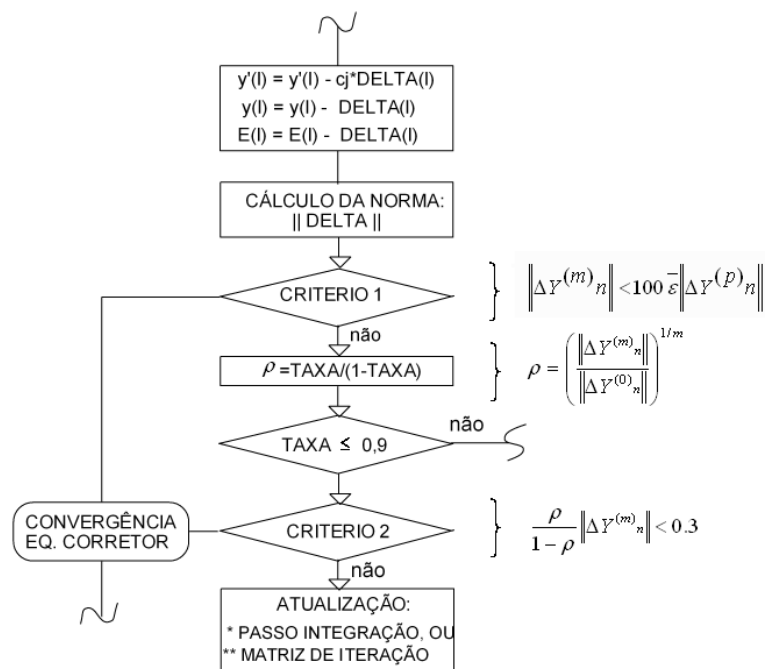 y'(I) = y'(I) - cj*DELTA(I)
y(I) = y(I) - DELTA(I)
E(I) = E(I) - DELTA(I)
CÁLCULO DA NORMA:
|| DELTA ||
CRITERIO 1
‖ΔY^(m)_n‖ < 100 ε̄ ‖ΔY^(p)_n‖
não
ρ =TAXA/(1-TAXA)
ρ = (‖ΔY^(m)_n‖ / ‖ΔY^(0)_n‖)^1/m
TAXA ≤ 0,9
não
CONVERGÊNCIA
EQ. CORRETOR
CRITERIO 2
ρ / (1 − ρ) ‖ΔY^(m)_n‖ < 0.3
não
ATUALIZAÇÃO:
* PASSO INTEGRAÇÃO, OU
** MATRIZ DE ITERAÇÃO